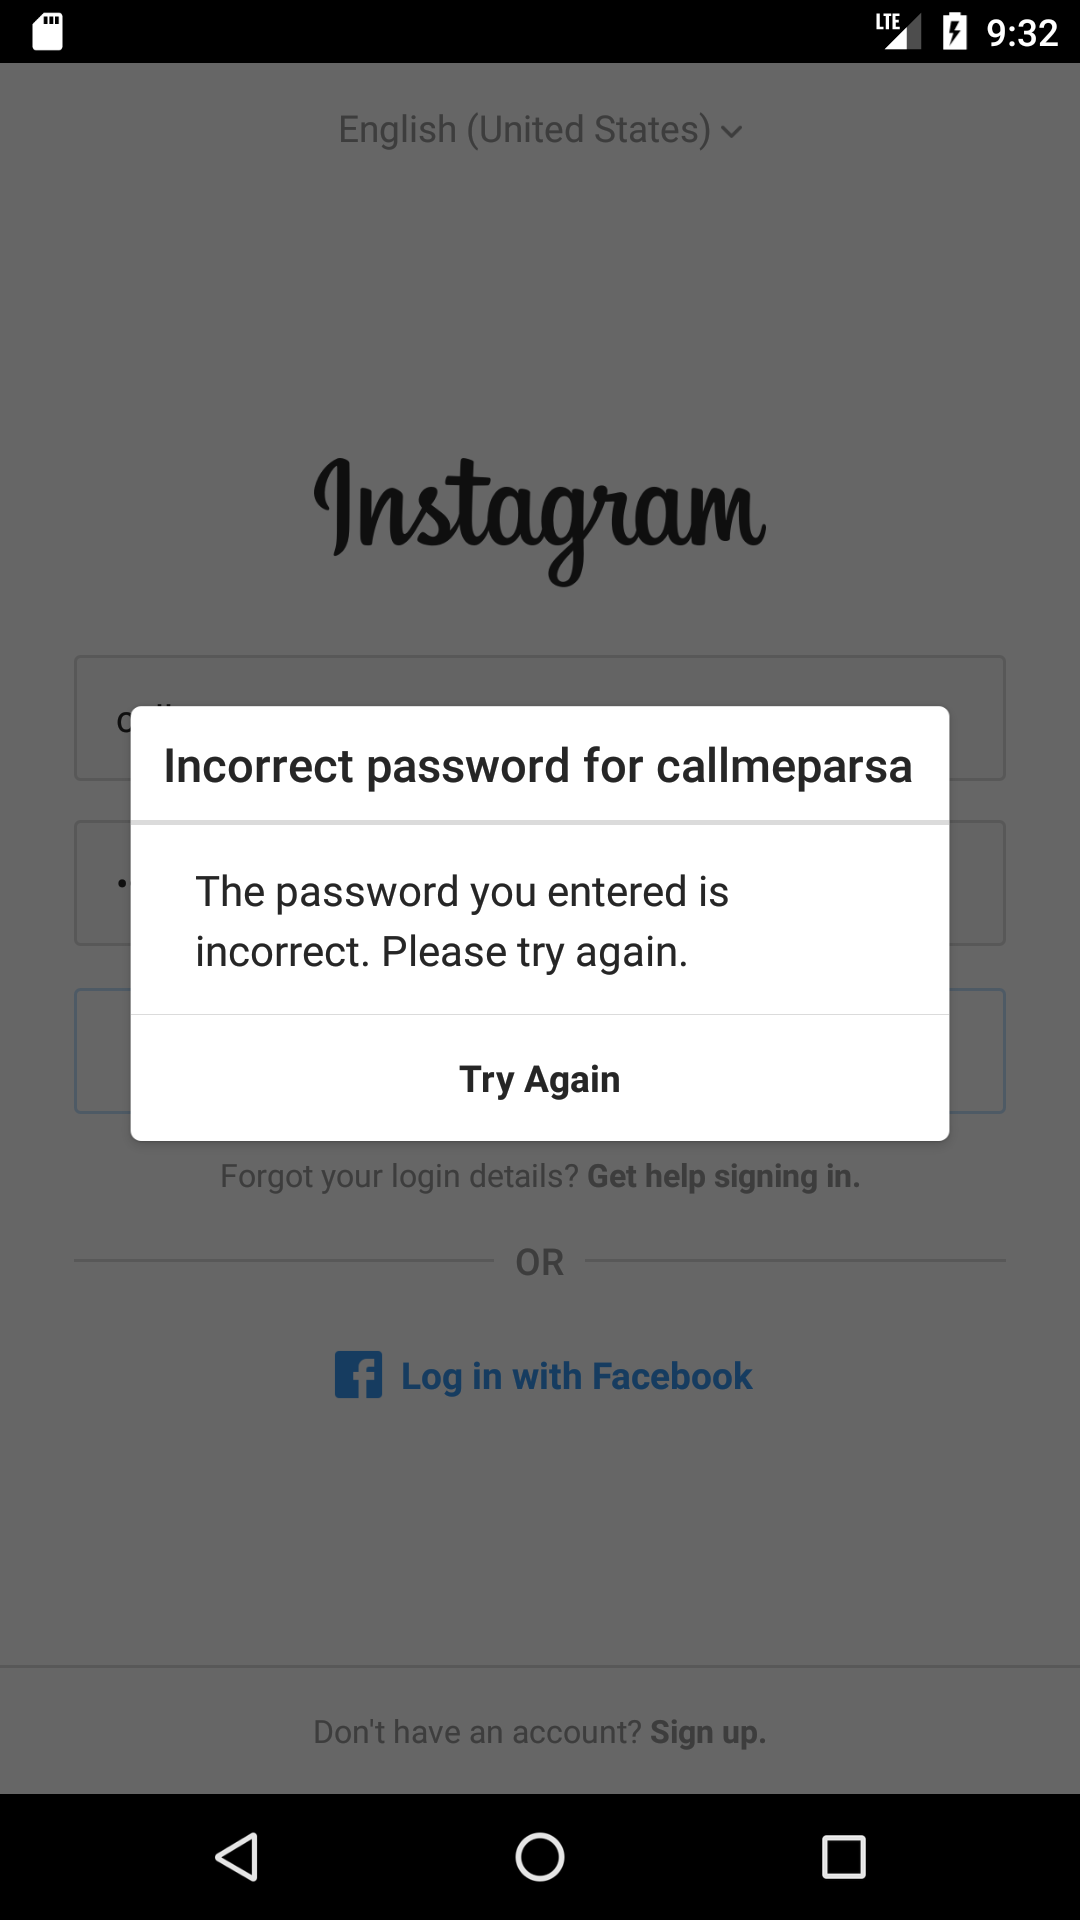 LTE 9:32
English (United States)
Instagram
Incorrect password for callmeparsa
The password you entered is
incorrect. Please try again.
Try Again
Forgot your login details? Get help signing in.
OR
Log in with Facebook
Don't have an account? Sign up.